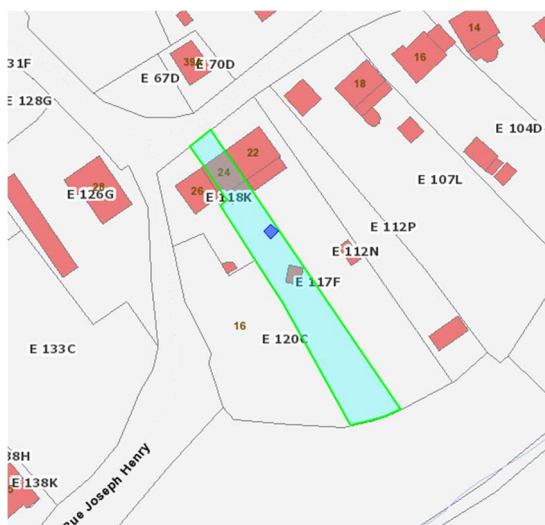 14
16
39A
E 70D
31F
E 67D
18
E 128G
E 104D
22
24
E 107L
28
26
E 126G
E 118K
E 112P
E 112N
E 117F
16
E 120C
E 133C
38H
E 138K
Rue Joseph Henry